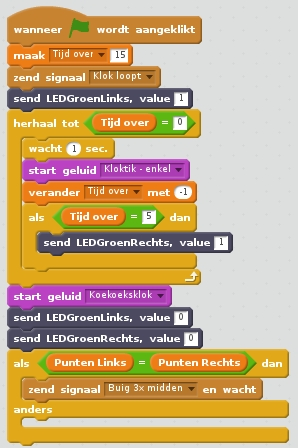 wanneer wordt aangeklikt
maak Tijd over 15
zend signaal Klok loopt
send LEDGroenLinks, value 1
herhaal tot Tijd over = 0
wacht 1 sec.
start geluid Kloktik - enkel
verander Tijd over met -1
als Tijd over = 5 dan
send LEDGroenRechts, value 1
start geluid Koekoeksklok
send LEDGroenLinks, value 0
send LEDGroenRechts, value 0
als Punten Links = Punten Rechts dan
zend signaal Buig 3x midden en wacht
anders